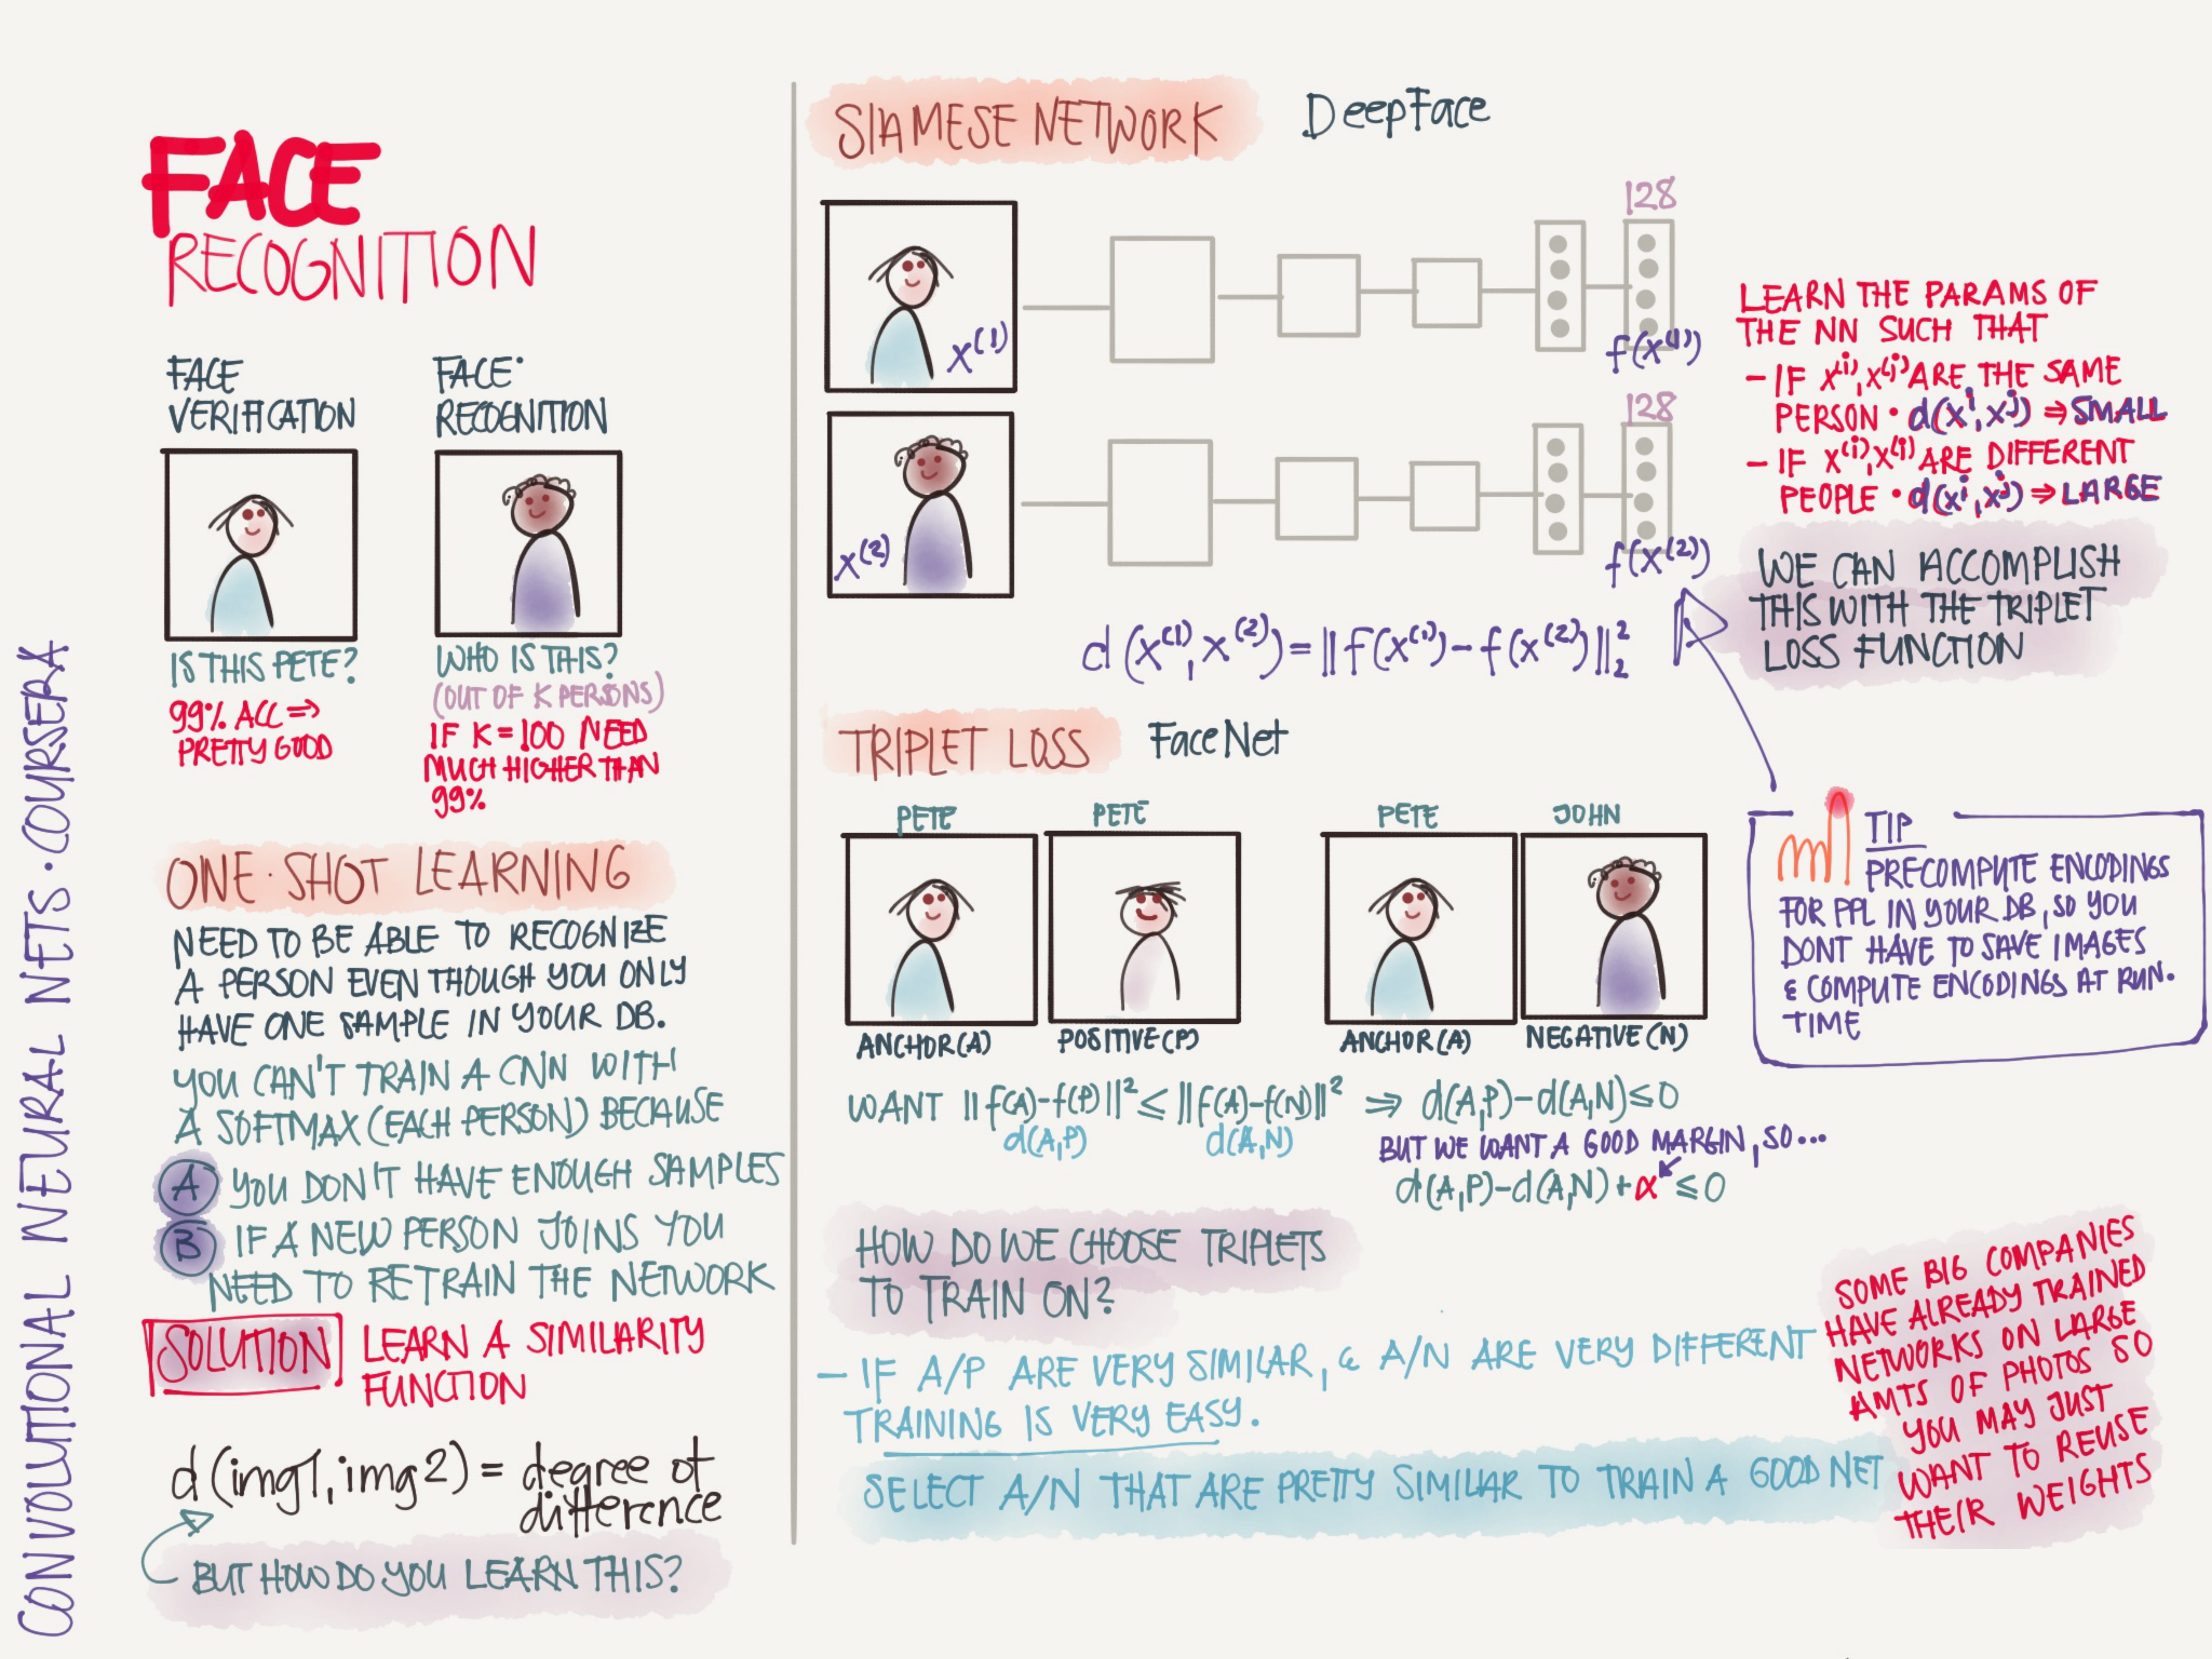 CONVOLUTIONAL NEURAL NETS · COURSERA
FACE
RECOGNITION
FACE
VERIFICATION
IS THIS PETE?
99% ACC ⇒
PRETTY GOOD
FACE
RECOGNITION
WHO IS THIS?
(OUT OF K PERSONS)
IF K=100 NEED
MUCH HIGHER THAN
99%
ONE·SHOT LEARNING
NEED TO BE ABLE TO RECOGNIZE
A PERSON EVEN THOUGH YOU ONLY
HAVE ONE SAMPLE IN YOUR DB.
YOU CAN'T TRAIN A CNN WITH
A SOFTMAX (EACH PERSON) BECAUSE
A YOU DON'T HAVE ENOUGH SAMPLES
B IF A NEW PERSON JOINS YOU
NEED TO RETRAIN THE NETWORK
SOLUTION LEARN A SIMILARITY
FUNCTION
d(img1, img2) = degree of
difference
BUT HOW DO YOU LEARN THIS?
SIAMESE NETWORK DeepFace
128
x⁽¹⁾
f(x⁽¹⁾)
128
x⁽²⁾
f(x⁽²⁾)
d(x⁽¹⁾, x⁽²⁾) = ||f(x⁽¹⁾) - f(x⁽²⁾)||₂²
LEARN THE PARAMS OF
THE NN SUCH THAT
- IF x⁽ⁱ⁾, x⁽ʲ⁾ ARE THE SAME
PERSON · d(xⁱ, xʲ) ⇒ SMALL
- IF x⁽ⁱ⁾, x⁽ʲ⁾ ARE DIFFERENT
PEOPLE · d(xⁱ, xʲ) ⇒ LARGE
WE CAN ACCOMPLISH
THIS WITH THE TRIPLET
LOSS FUNCTION
TRIPLET LOSS FaceNet
PETE PETE PETE JOHN
ANCHOR (A) POSITIVE (P) ANCHOR (A) NEGATIVE (N)
WANT ||f(A)-f(P)||² ≤ ||f(A)-f(N)||² ⇒ d(A,P)-d(A,N) ≤ 0
d(A,P) d(A,N)
BUT WE WANT A GOOD MARGIN, SO...
d(A,P)-d(A,N)+α ≤ 0
TIP
PRECOMPUTE ENCODINGS
FOR PPL IN YOUR DB, SO YOU
DONT HAVE TO SAVE IMAGES
& COMPUTE ENCODINGS AT RUN.
TIME
HOW DO WE CHOOSE TRIPLETS
TO TRAIN ON?
- IF A/P ARE VERY SIMILAR, & A/N ARE VERY DIFFERENT
TRAINING IS VERY EASY.
SELECT A/N THAT ARE PRETTY SIMILAR TO TRAIN A GOOD NET
SOME BIG COMPANIES
HAVE ALREADY TRAINED
NETWORKS ON LARGE
AMTS OF PHOTOS SO
YOU MAY JUST
WANT TO REUSE
THEIR WEIGHTS